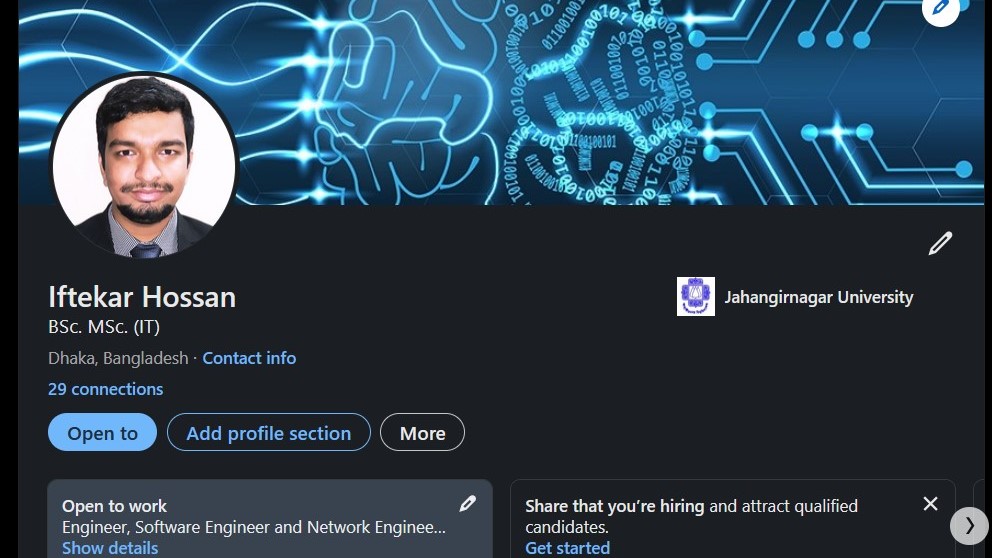 Iftekar Hossan
BSc. MSc. (IT)
Dhaka, Bangladesh · Contact info
29 connections
Jahangirnagar University
Open to
Add profile section
More
Open to work
Engineer, Software Engineer and Network Enginee...
Show details
Share that you’re hiring and attract qualified
candidates.
Get started